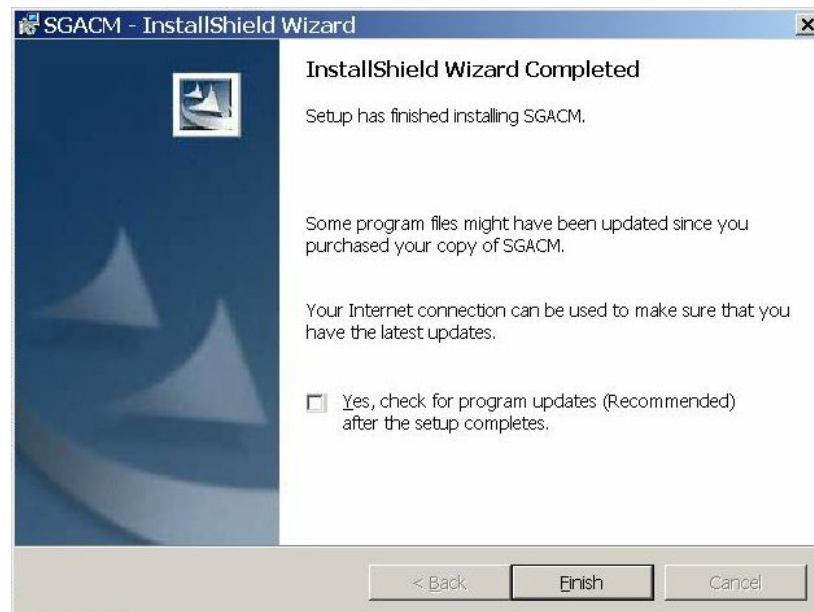 SGACM - InstallShield Wizard
InstallShield Wizard Completed
Setup has finished installing SGACM.
Some program files might have been updated since you
purchased your copy of SGACM.
Your Internet connection can be used to make sure that you
have the latest updates.
Yes, check for program updates (Recommended)
after the setup completes.
< Back
Finish
Cancel